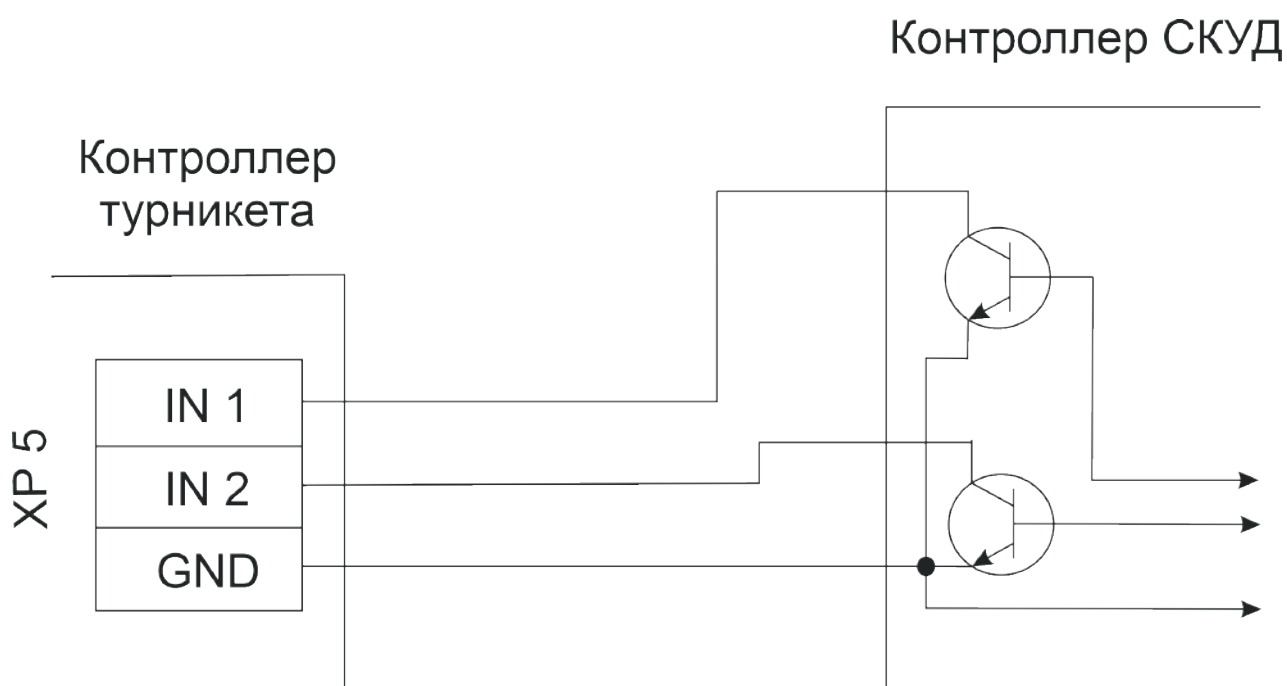 Контроллер СКУД
Контроллер
турникета
XP 5
IN 1
IN 2
GND